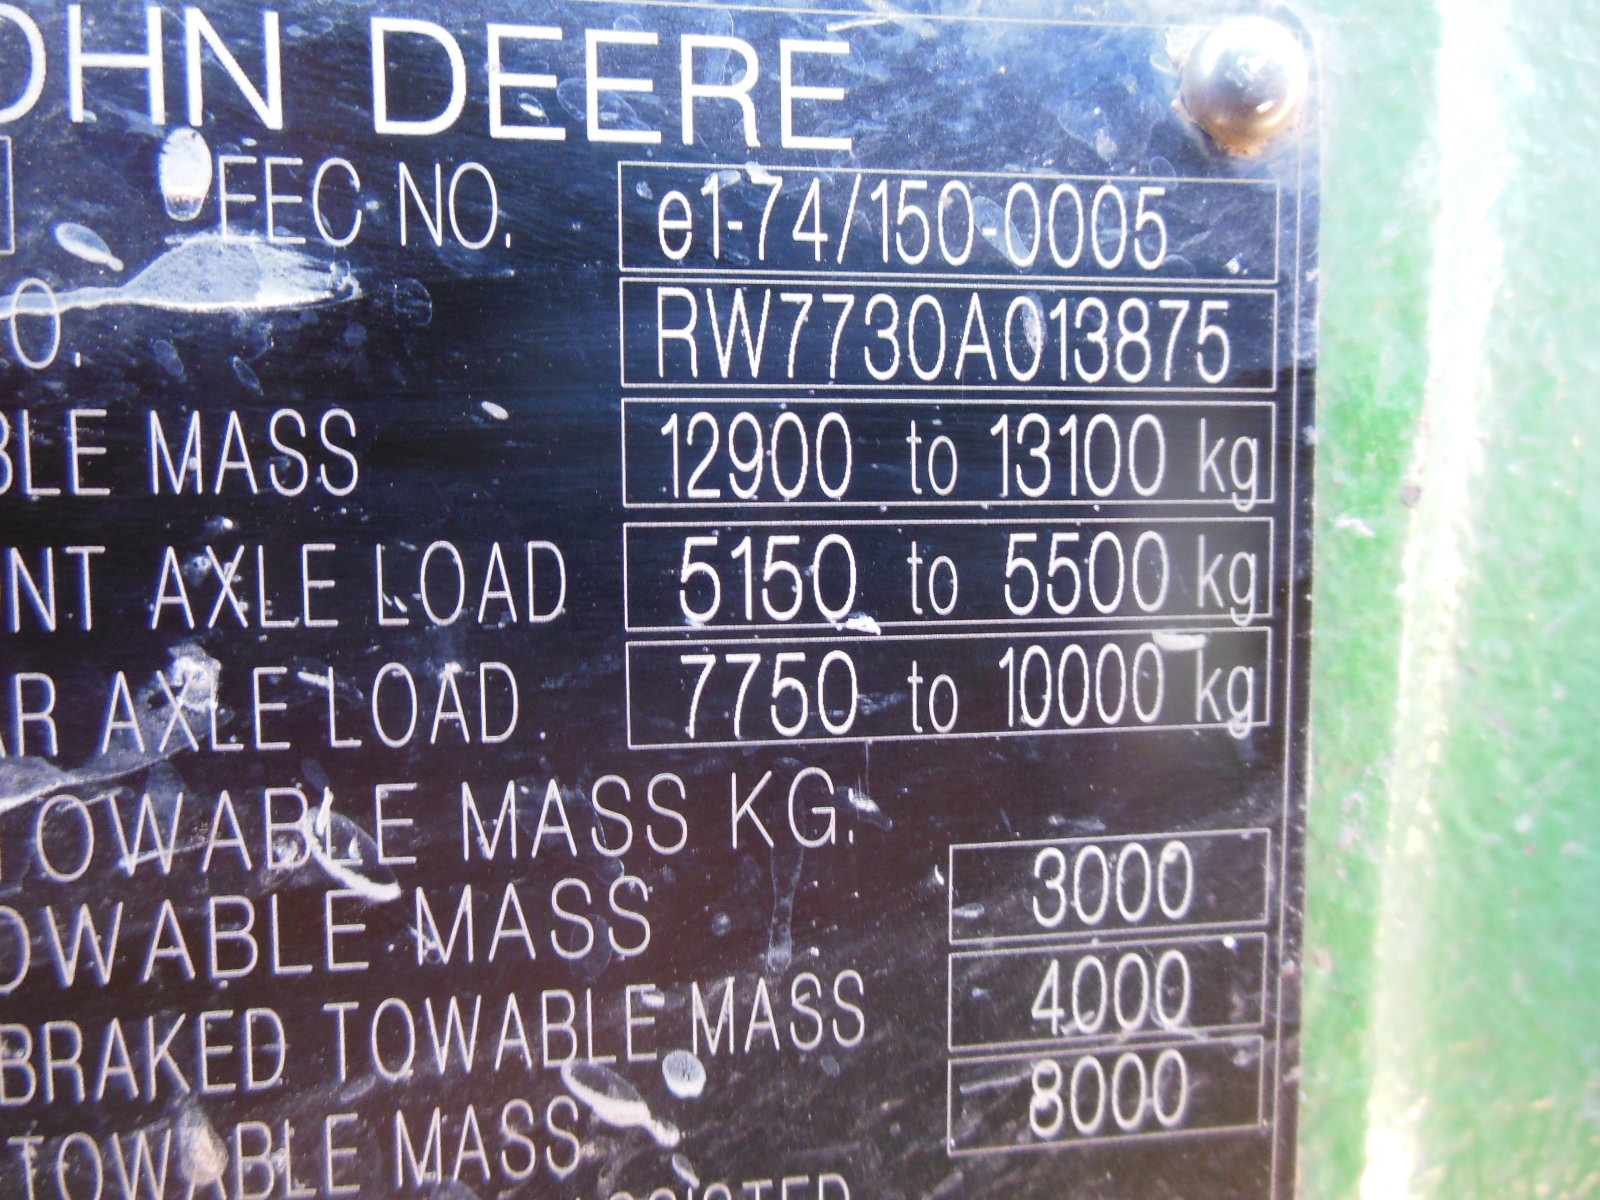 OHN DEERE
EEC NO. e1-74/150-0005
O. RW7730A013875
BLE MASS 12900 to 13100 kg
NT AXLE LOAD 5150 to 5500 kg
AR AXLE LOAD. 7750 to 10000 kg
TOWABLE MASS KG:
OWABLE MASS 3000
BRAKED TOWABLE MASS 4000
TOWABLE MASS 8000